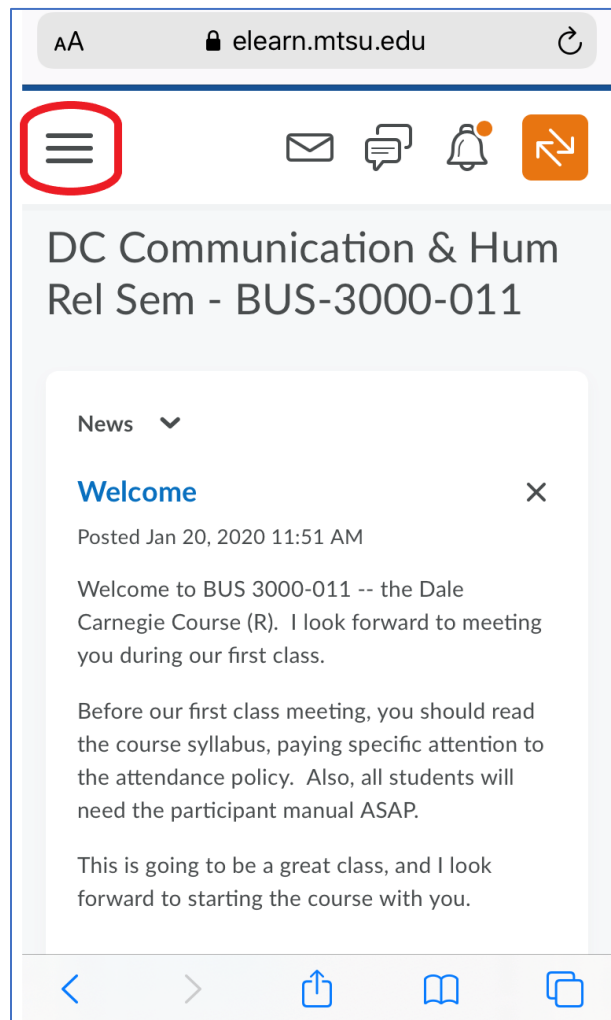 AA elearn.mtsu.edu
DC Communication & Hum
Rel Sem - BUS-3000-011
News
Welcome
Posted Jan 20, 2020 11:51 AM
Welcome to BUS 3000-011 -- the Dale
Carnegie Course (R).  I look forward to meeting
you during our first class.
Before our first class meeting, you should read
the course syllabus, paying specific attention to
the attendance policy.  Also, all students will
need the participant manual ASAP.
This is going to be a great class, and I look
forward to starting the course with you.